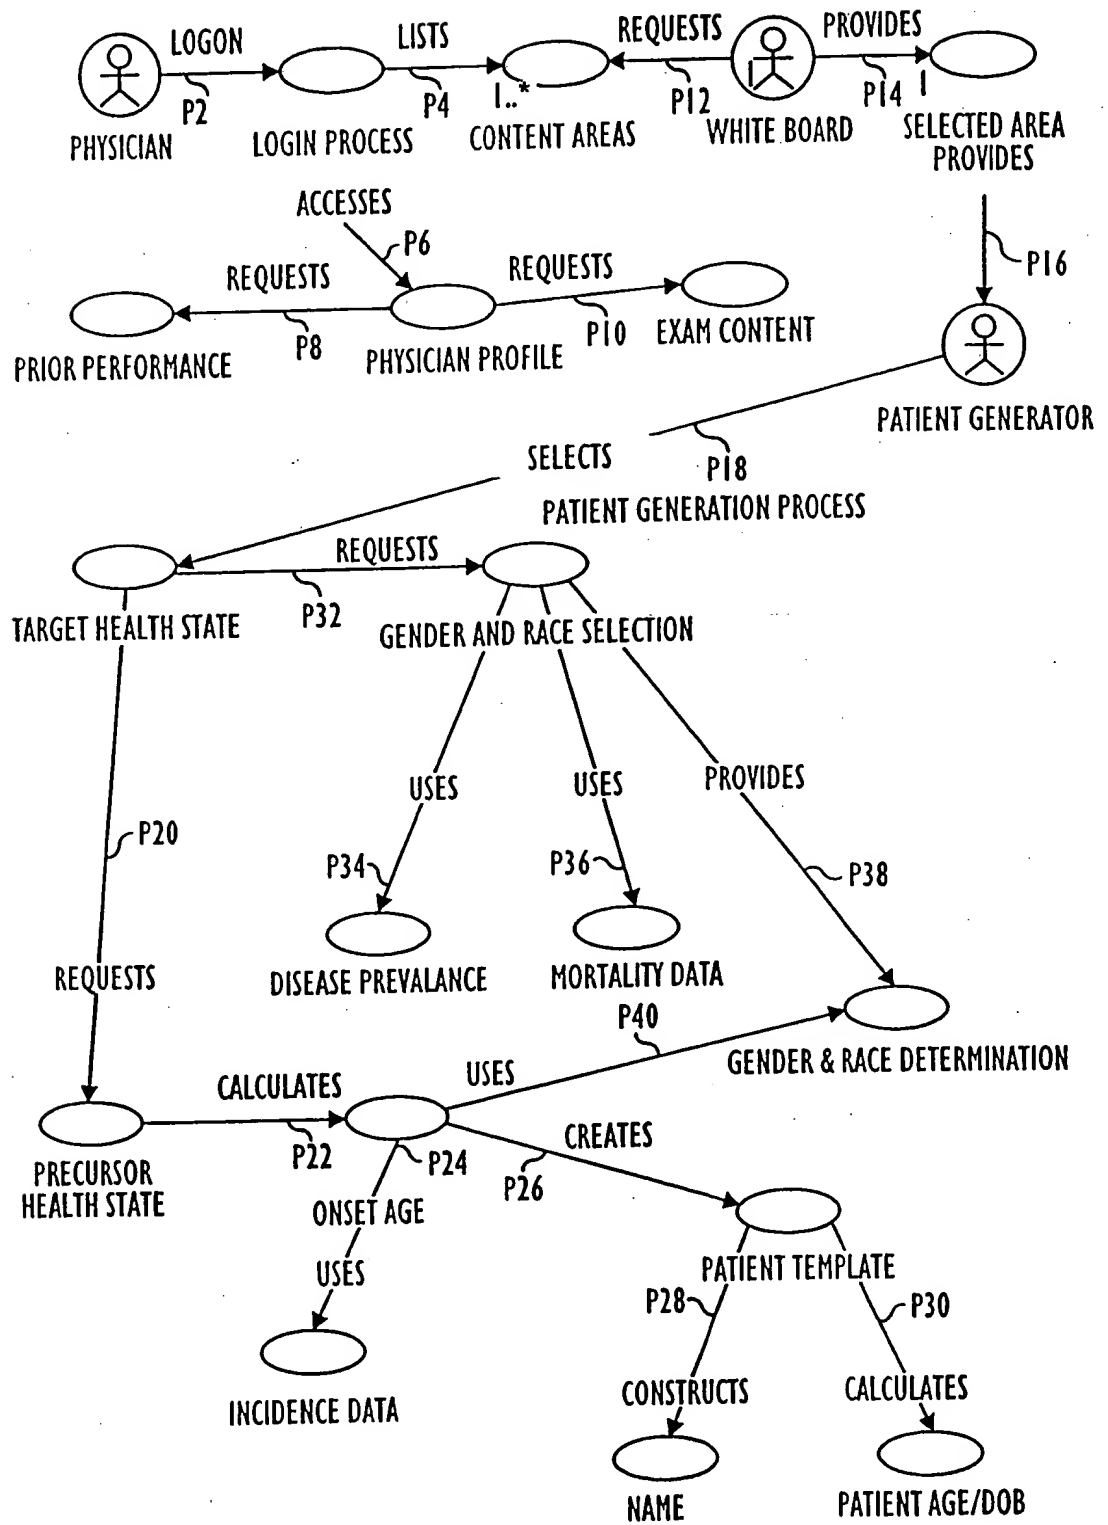 LOGON
LISTS
REQUESTS
PROVIDES
P2
P4
1..*
P12
P14
1
PHYSICIAN
LOGIN PROCESS
CONTENT AREAS
WHITE BOARD
SELECTED AREA
PROVIDES
ACCESSES
P6
P16
REQUESTS
REQUESTS
P8
P10
PRIOR PERFORMANCE
PHYSICIAN PROFILE
EXAM CONTENT
PATIENT GENERATOR
SELECTS
P18
PATIENT GENERATION PROCESS
REQUESTS
P32
TARGET HEALTH STATE
GENDER AND RACE SELECTION
USES
USES
PROVIDES
P20
P34
P36
P38
REQUESTS
DISEASE PREVALANCE
MORTALITY DATA
P40
GENDER & RACE DETERMINATION
CALCULATES
USES
P22
P24
CREATES
P26
PRECURSOR
HEALTH STATE
ONSET AGE
USES
PATIENT TEMPLATE
P28
P30
INCIDENCE DATA
CONSTRUCTS
CALCULATES
NAME
PATIENT AGE/DOB